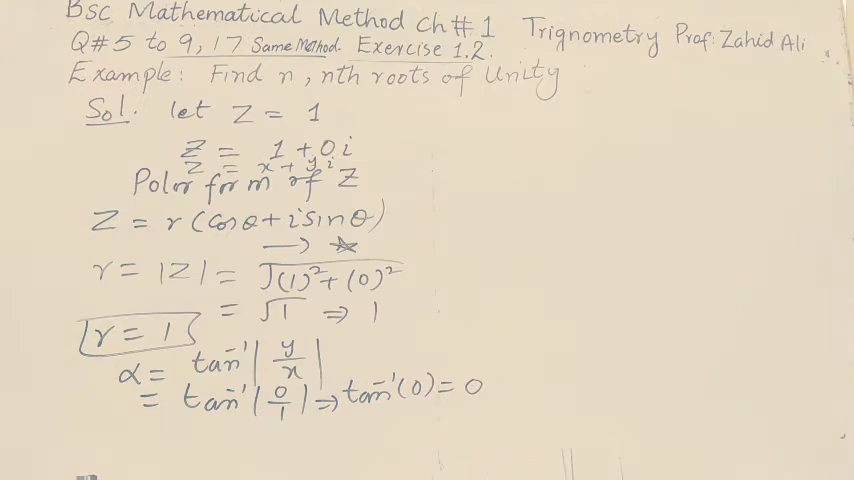 Bsc Mathematical Method Ch # 1 Trignometry Prof: Zahid Ali
Q # 5 to 9, 17 Same Method. Exercise 1.2.
Example: Find n, nth roots of Unity
Sol. let Z = 1
Z = 1 + 0i
Z = x + yi
Polar form of Z
Z = r (Cosθ + i Sinθ)
→ ☆
r = |Z| = √(1)² + (0)²
= √1 ⇒ 1
r = 1
α = tan⁻¹ | y/x |
= tan⁻¹ | 0/1 | ⇒ tan⁻¹(0) = 0